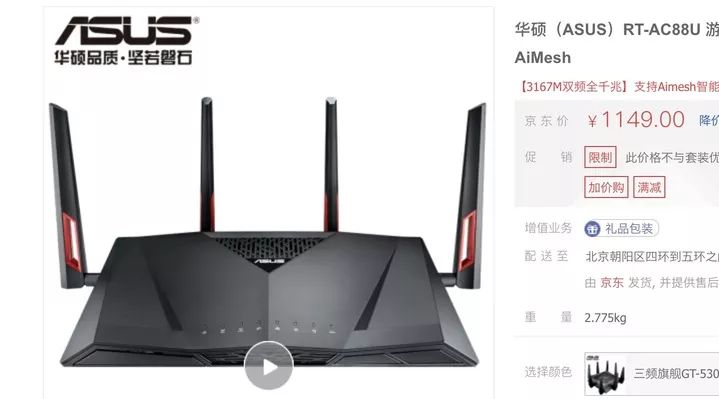 ASUS
华硕品质·坚若磐石
ASUS
华硕（ASUS）RT-AC88U 游
AiMesh
【3167M双频全千兆】支持Aimesh智能
京东价 ￥1149.00 降价
促销 限制 此价格不与套装优
加价购 满减
增值业务 礼品包装
配送至 北京朝阳区四环到五环之
由 京东 发货, 并提供售后
重量 2.775kg
选择颜色 三频旗舰GT-530